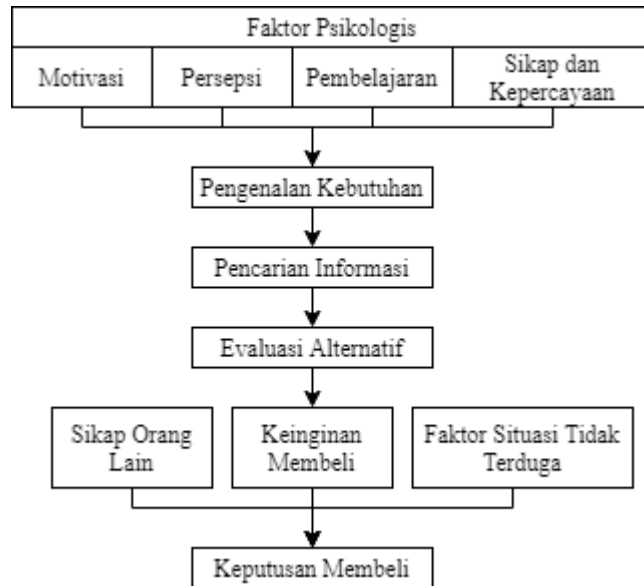 Faktor Psikologis
Motivasi
Persepsi
Pembelajaran
Sikap dan
Kepercayaan
Pengenalan Kebutuhan
Pencarian Informasi
Evaluasi Alternatif
Sikap Orang
Lain
Keinginan
Membeli
Faktor Situasi Tidak
Terduga
Keputusan Membeli